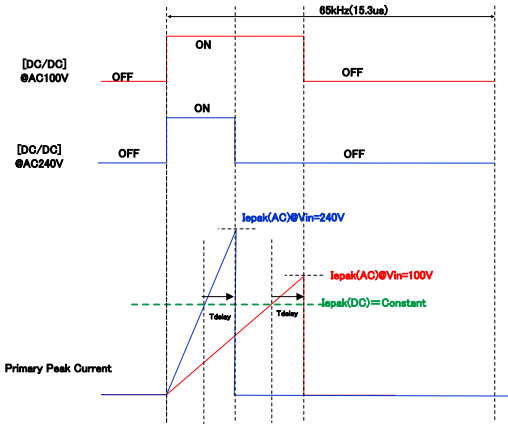 65kHz(15.3us)
[DC/DC]
@AC100V
OFF
ON
OFF
[DC/DC]
@AC240V
OFF
ON
OFF
Iepak(AC)@Vin=240V
Iepak(AC)@Vin=100V
Iepak(DC)=Constant
Tdelay
Tdelay
Primary Peak Current